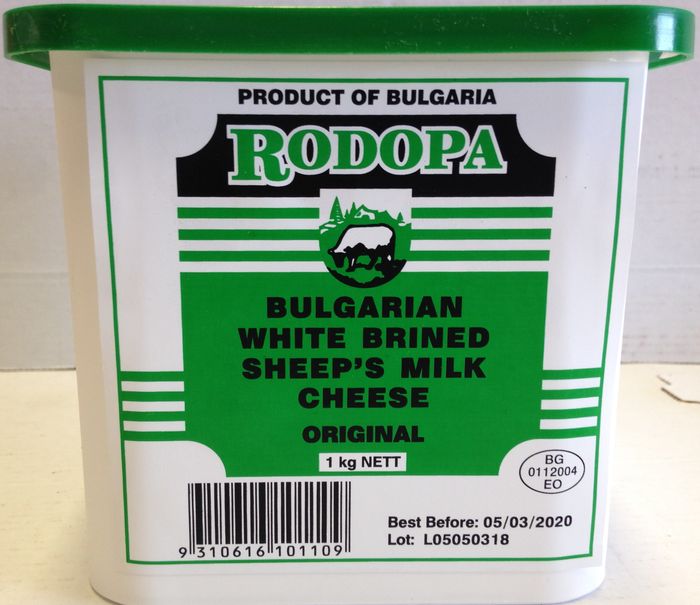 PRODUCT OF BULGARIA
RODOPA
BULGARIAN
WHITE BRINED
SHEEP'S MILK
CHEESE
ORIGINAL
1 kg NETT
BG
0112004
EO
9 310616 101109
Best Before: 05/03/2020
Lot: L05050318